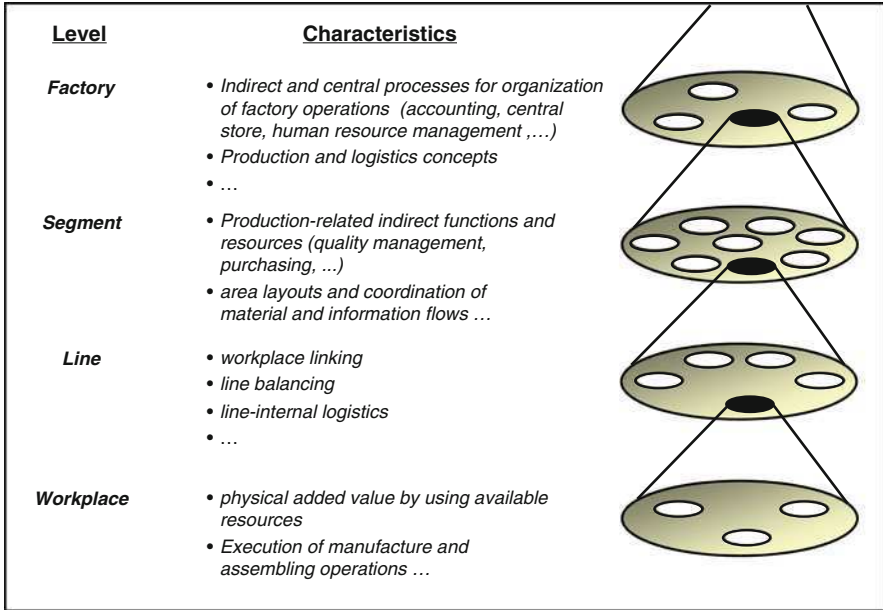 Level Characteristics
Factory • Indirect and central processes for organization
of factory operations (accounting, central
store, human resource management ,…)
• Production and logistics concepts
• …
Segment • Production-related indirect functions and
resources (quality management,
purchasing, ...)
• area layouts and coordination of
material and information flows …
Line • workplace linking
• line balancing
• line-internal logistics
• …
Workplace • physical added value by using available
resources
• Execution of manufacture and
assembling operations …